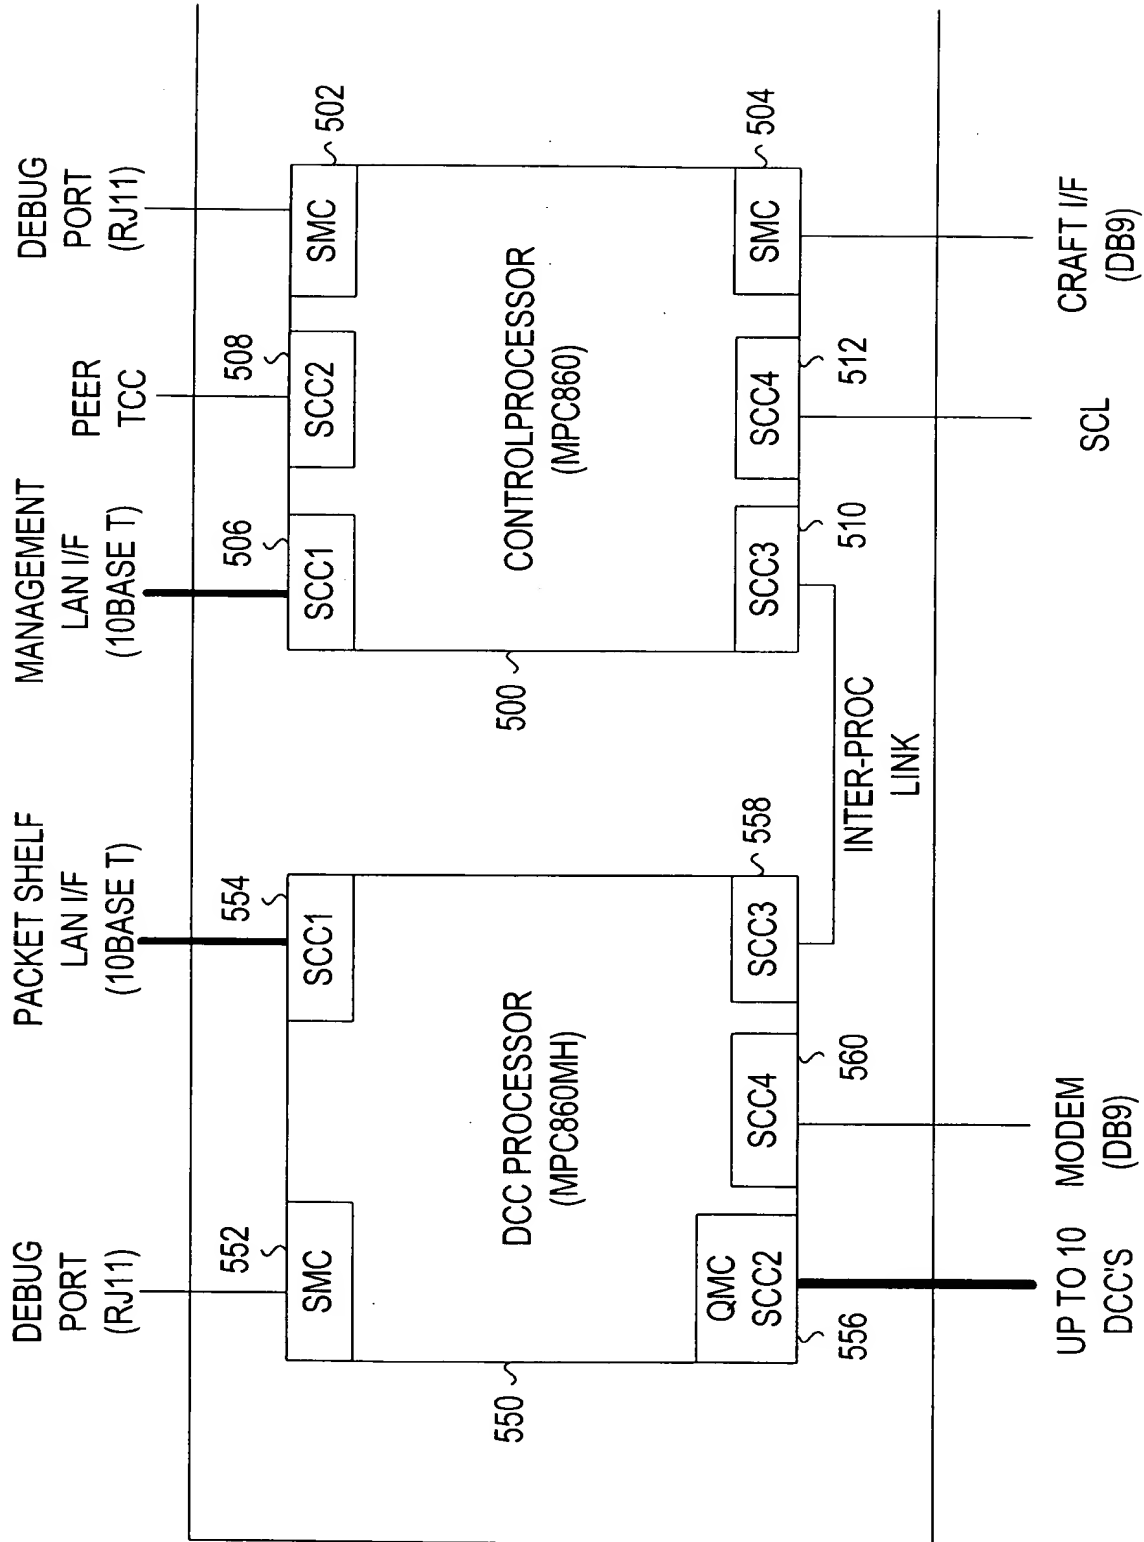 DEBUG
PORT
(RJ11)
PACKET SHELF
LAN I/F
(10BASE T)
MANAGEMENT
LAN I/F
(10BASE T)
PEER
TCC
DEBUG
PORT
(RJ11)
552
554
506
508
502
SMC
SCC1
SCC1
SCC2
SMC
550
DCC PROCESSOR
(MPC860MH)
500
CONTROLPROCESSOR
(MPC860)
QMC
SCC2
SCC4
SCC3
SCC3
SCC4
SMC
556
560
558
510
512
504
INTER-PROC
LINK
UP TO 10
DCC'S
MODEM
(DB9)
SCL
CRAFT I/F
(DB9)